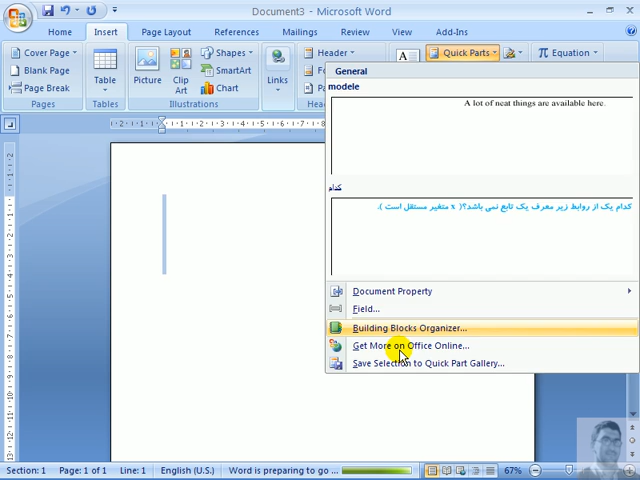 Document3 - Microsoft Word
Home Insert Page Layout References Mailings Review View Add-Ins
Cover Page
Blank Page
Page Break
Pages
Table
Tables
Picture
Clip Art
Shapes
SmartArt
Chart
Illustrations
Links
Header
Quick Parts
Equation
General
modele
A lot of neat things are available here.
کدام
کدام یک از روابط زیر معرف یک تابع نمی باشد؟( x متغیر مستقل است ).
Document Property
Field...
Building Blocks Organizer...
Get More on Office Online...
Save Selection to Quick Part Gallery...
Section: 1 Page: 1 of 1 Line: 1 English (U.S.) Word is preparing to go ... 67%